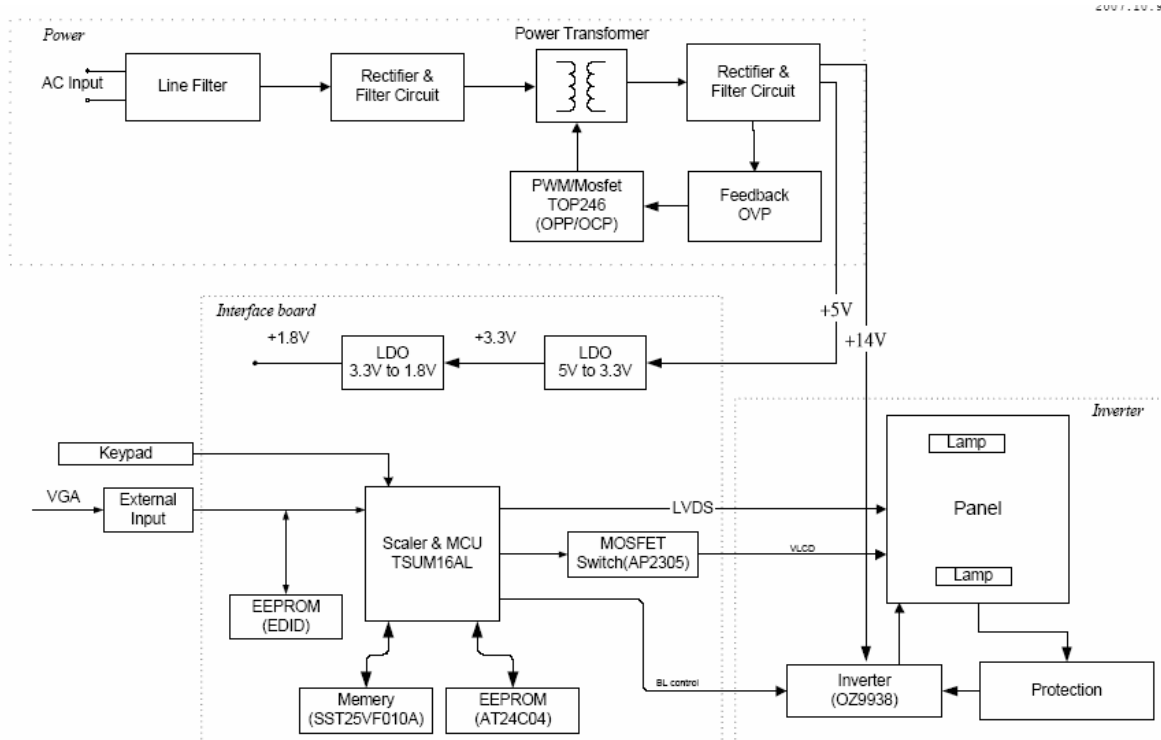 2007.10.9
Power
Power Transformer
AC Input
Line Filter
Rectifier &
Filter Circuit
Rectifier &
Filter Circuit
PWM/Mosfet
TOP246
(OPP/OCP)
Feedback
OVP
+5V
+14V
Interface board
+1.8V
LDO
3.3V to 1.8V
+3.3V
LDO
5V to 3.3V
Inverter
Keypad
VGA
External
Input
Scaler & MCU
TSUM16AL
LVDS
MOSFET
Switch(AP2305)
VLCD
Lamp
Panel
Lamp
EEPROM
(EDID)
Memery
(SST25VF010A)
EEPROM
(AT24C04)
BL control
Inverter
(OZ9938)
Protection